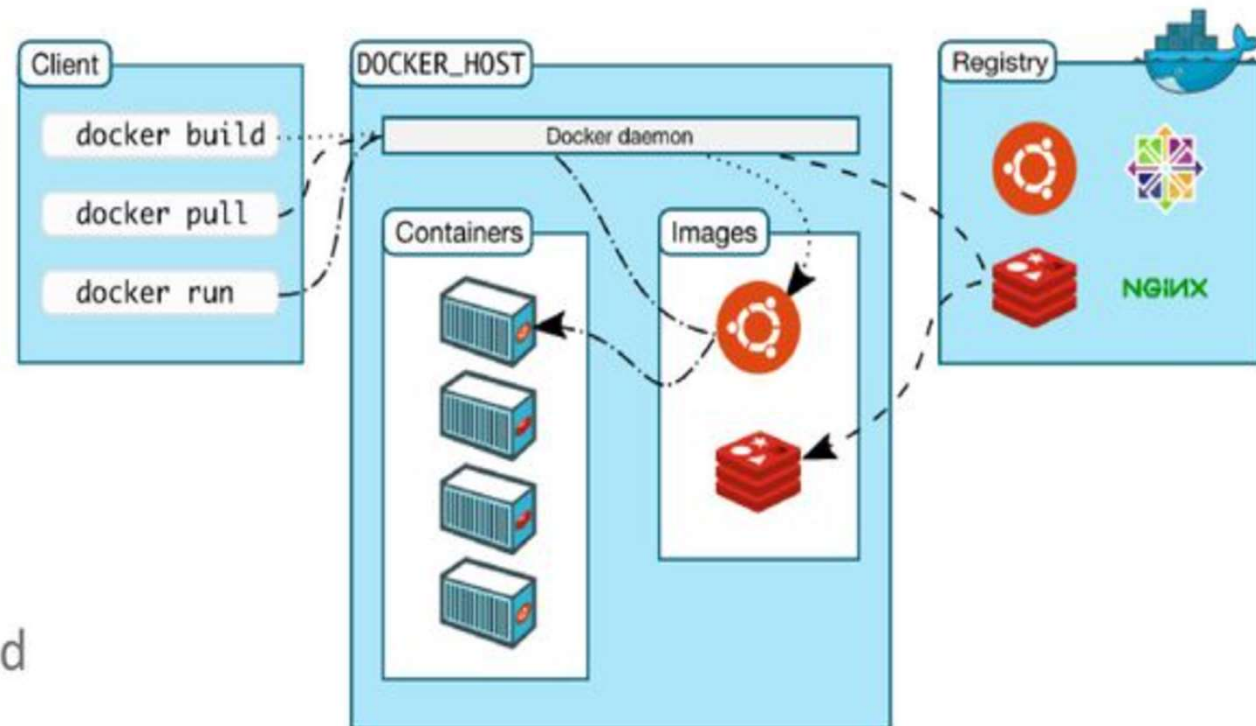 Client
docker build
docker pull
docker run
DOCKER_HOST
Docker daemon
Containers
Images
Registry
NGINX
d